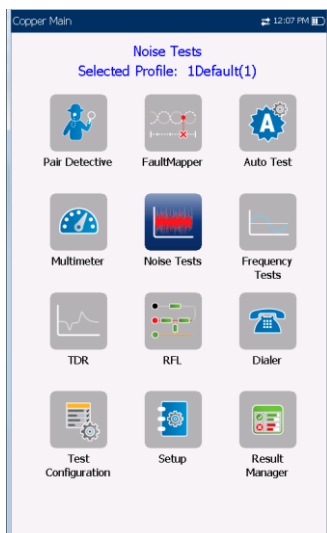 Copper Main
12:07 PM
Noise Tests
Selected Profile: 1Default(1)
Pair Detective
FaultMapper
Auto Test
A
Multimeter
Noise Tests
Frequency
Tests
TDR
RFL
Dialer
Test
Configuration
Setup
Result
Manager